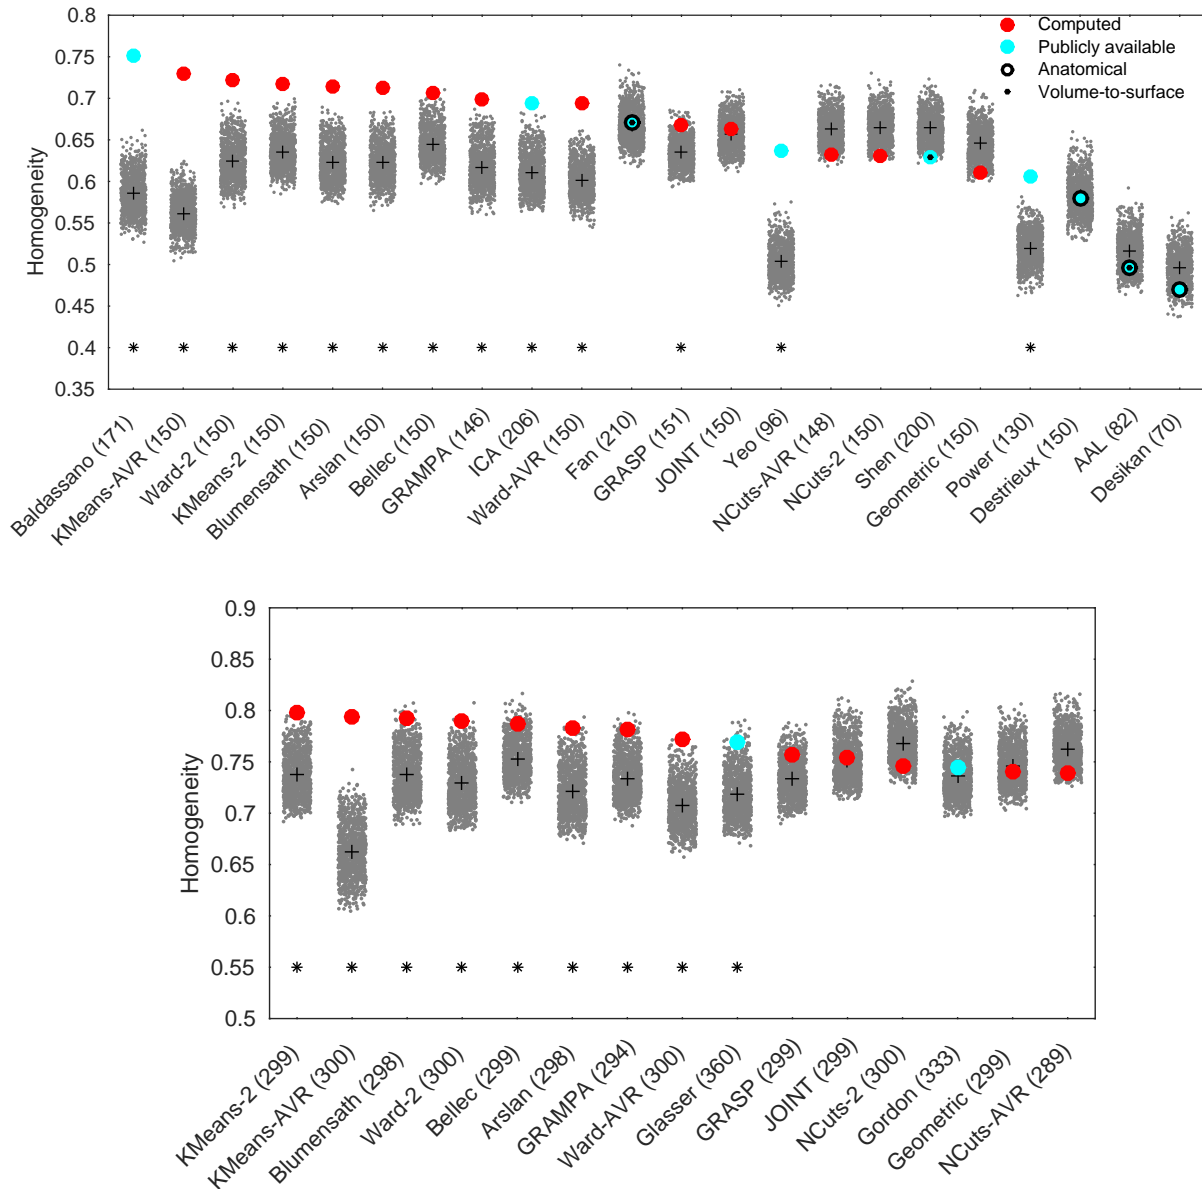 0.8
0.75
0.7
0.65
0.6
0.55
0.5
0.45
0.4
0.35
Homogeneity
Computed
Publicly available
Anatomical
Volume-to-surface
Baldassano (171)
KMeans-AVR (150)
Ward-2 (150)
KMeans-2 (150)
Blumensath (150)
Arslan (150)
Bellec (150)
GRAMPA (146)
ICA (206)
Ward-AVR (150)
Fan (210)
GRASP (151)
JOINT (150)
Yeo (96)
NCuts-AVR (148)
NCuts-2 (150)
Shen (200)
Geometric (150)
Power (130)
Destrieux (150)
AAL (82)
Desikan (70)
0.9
0.85
0.8
0.75
0.7
0.65
0.6
0.55
0.5
Homogeneity
KMeans-2 (299)
KMeans-AVR (300)
Blumensath (298)
Ward-2 (300)
Bellec (299)
Arslan (298)
GRAMPA (294)
Ward-AVR (300)
Glasser (360)
GRASP (299)
JOINT (299)
NCuts-2 (300)
Gordon (333)
Geometric (299)
NCuts-AVR (289)